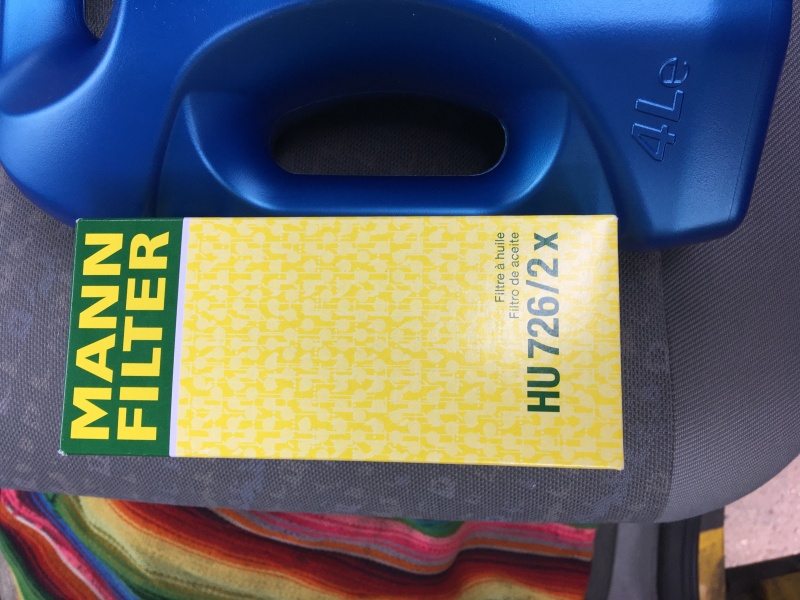 4Le
MANN
FILTER
Filtre à huile
Filtro de aceite
HU 726/2 x